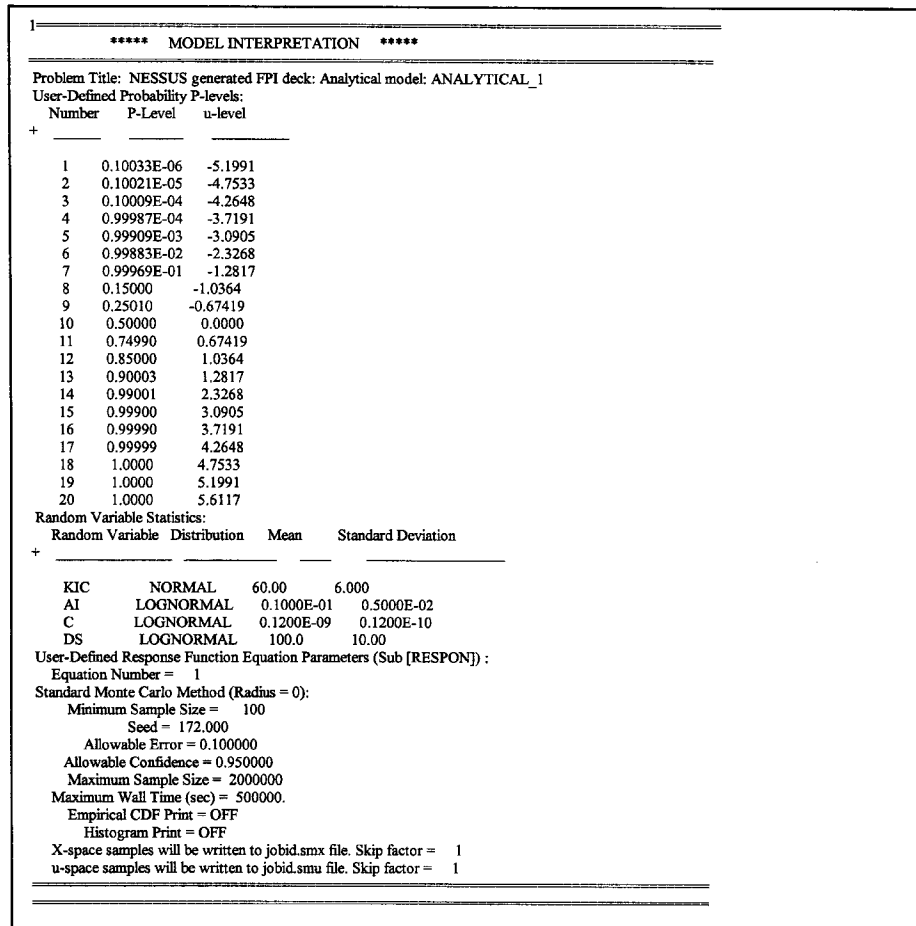 1
***** MODEL INTERPRETATION *****
Problem Title: NESSUS generated FPI deck: Analytical model: ANALYTICAL_1
User-Defined Probability P-levels:
Number P-Level u-level
+
1 0.10033E-06 -5.1991
2 0.10021E-05 -4.7533
3 0.10009E-04 -4.2648
4 0.99987E-04 -3.7191
5 0.99909E-03 -3.0905
6 0.99883E-02 -2.3268
7 0.99969E-01 -1.2817
8 0.15000 -1.0364
9 0.25010 -0.67419
10 0.50000 0.0000
11 0.74990 0.67419
12 0.85000 1.0364
13 0.90003 1.2817
14 0.99001 2.3268
15 0.99900 3.0905
16 0.99990 3.7191
17 0.99999 4.2648
18 1.0000 4.7533
19 1.0000 5.1991
20 1.0000 5.6117
Random Variable Statistics:
Random Variable Distribution Mean Standard Deviation
+
KIC NORMAL 60.00 6.000
AI LOGNORMAL 0.1000E-01 0.5000E-02
C LOGNORMAL 0.1200E-09 0.1200E-10
DS LOGNORMAL 100.0 10.00
User-Defined Response Function Equation Parameters (Sub [RESPON]) :
Equation Number = 1
Standard Monte Carlo Method (Radius = 0):
Minimum Sample Size = 100
Seed = 172.000
Allowable Error = 0.100000
Allowable Confidence = 0.950000
Maximum Sample Size = 2000000
Maximum Wall Time (sec) = 500000.
Empirical CDF Print = OFF
Histogram Print = OFF
X-space samples will be written to jobid.smx file. Skip factor = 1
u-space samples will be written to jobid.smu file. Skip factor = 1